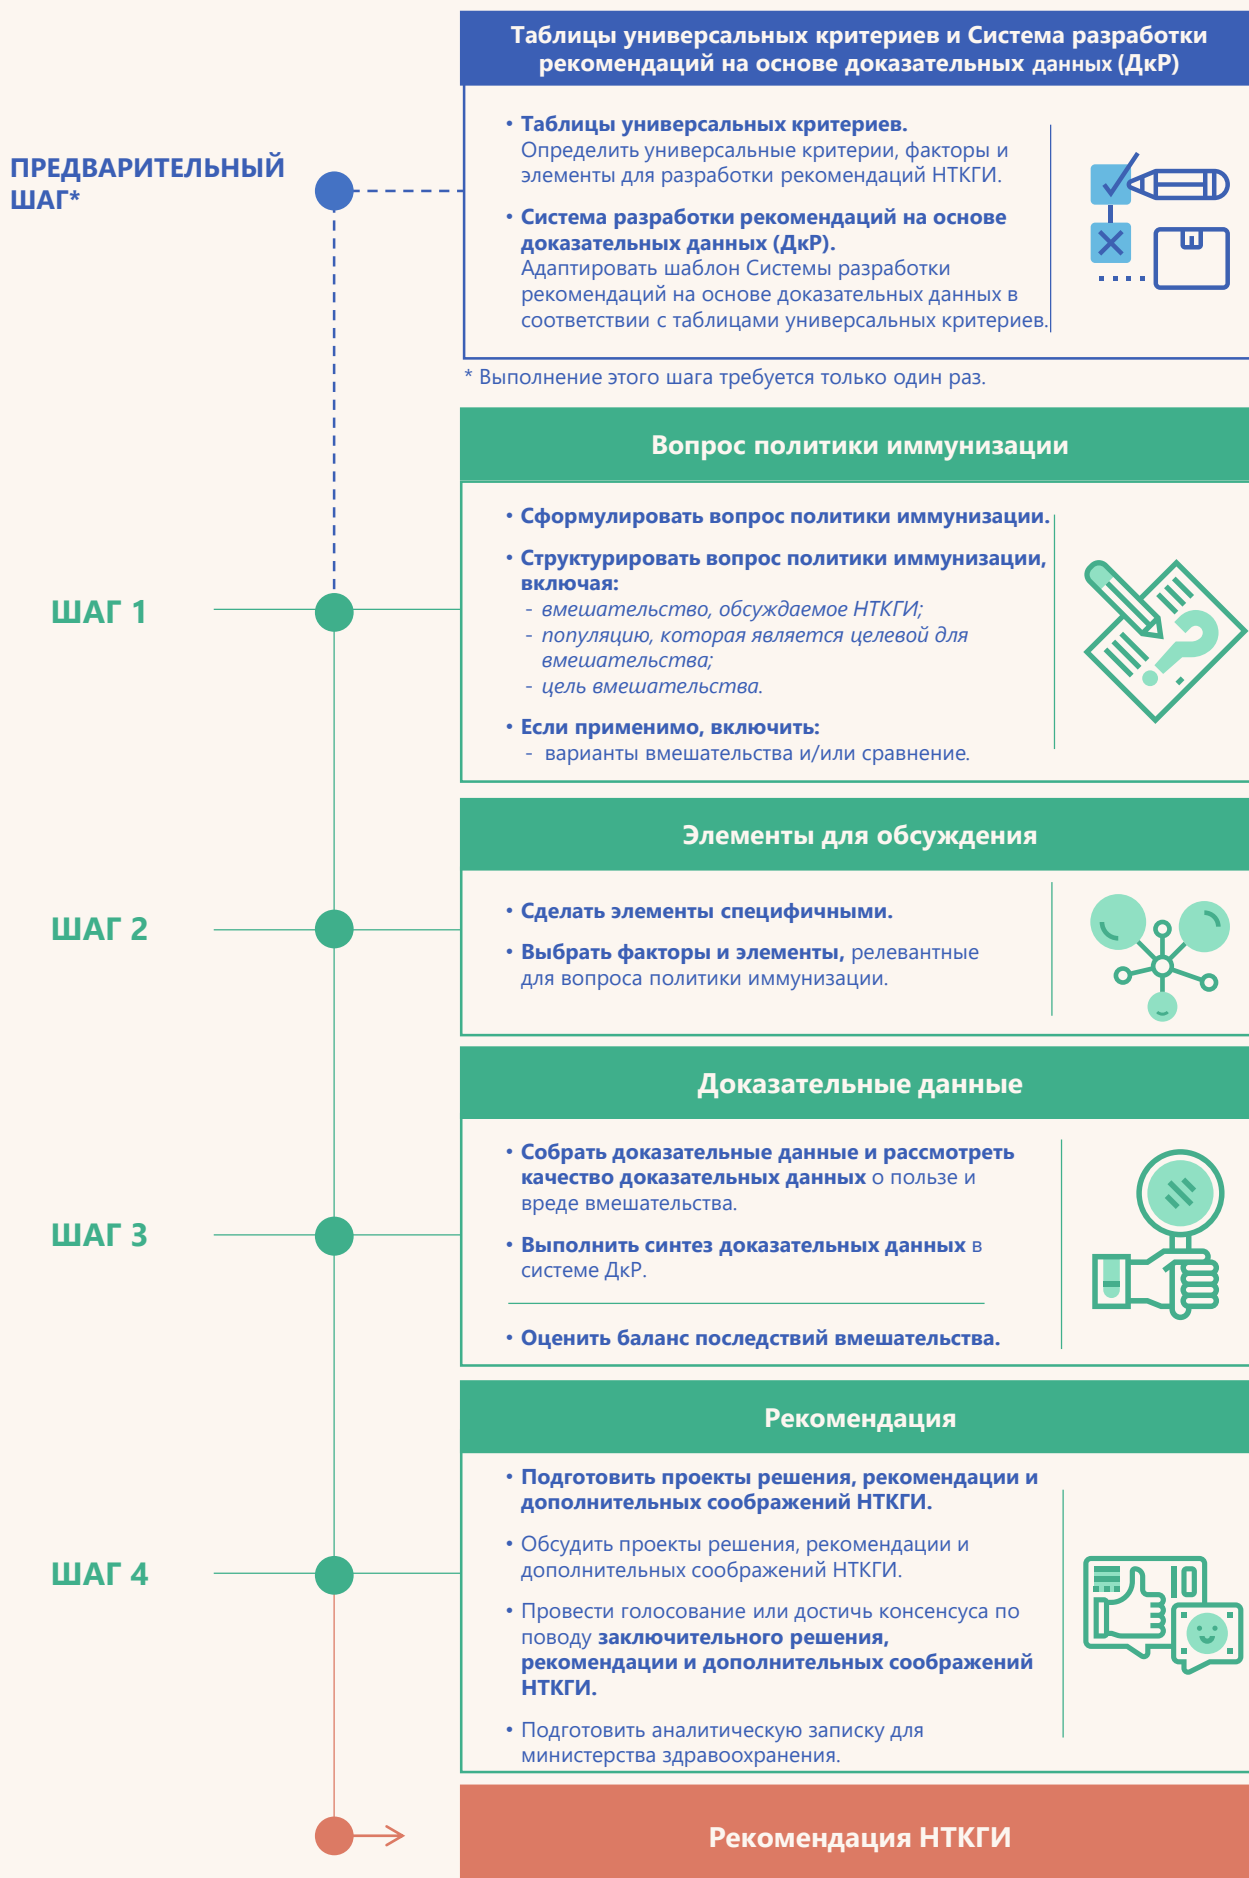 Таблицы универсальных критериев и Система разработки
рекомендаций на основе доказательных данных (ДкР)
ПРЕДВАРИТЕЛЬНЫЙ
ШАГ*
• Таблицы универсальных критериев.
Определить универсальные критерии, факторы и
элементы для разработки рекомендаций НТКГИ.
• Система разработки рекомендаций на основе
доказательных данных (ДкР).
Адаптировать шаблон Системы разработки
рекомендаций на основе доказательных данных в
соответствии с таблицами универсальных критериев.
* Выполнение этого шага требуется только один раз.
Вопрос политики иммунизации
ШАГ 1
• Сформулировать вопрос политики иммунизации.
• Структурировать вопрос политики иммунизации,
включая:
- вмешательство, обсуждаемое НТКГИ;
- популяцию, которая является целевой для
вмешательства;
- цель вмешательства.
• Если применимо, включить:
- варианты вмешательства и/или сравнение.
Элементы для обсуждения
ШАГ 2
• Сделать элементы специфичными.
• Выбрать факторы и элементы, релевантные
для вопроса политики иммунизации.
Доказательные данные
ШАГ 3
• Собрать доказательные данные и рассмотреть
качество доказательных данных о пользе и
вреде вмешательства.
• Выполнить синтез доказательных данных в
системе ДкР.
• Оценить баланс последствий вмешательства.
Рекомендация
ШАГ 4
• Подготовить проекты решения, рекомендации и
дополнительных соображений НТКГИ.
• Обсудить проекты решения, рекомендации и
дополнительных соображений НТКГИ.
• Провести голосование или достичь консенсуса по
поводу заключительного решения,
рекомендации и дополнительных соображений
НТКГИ.
• Подготовить аналитическую записку для
министерства здравоохранения.
Рекомендация НТКГИ